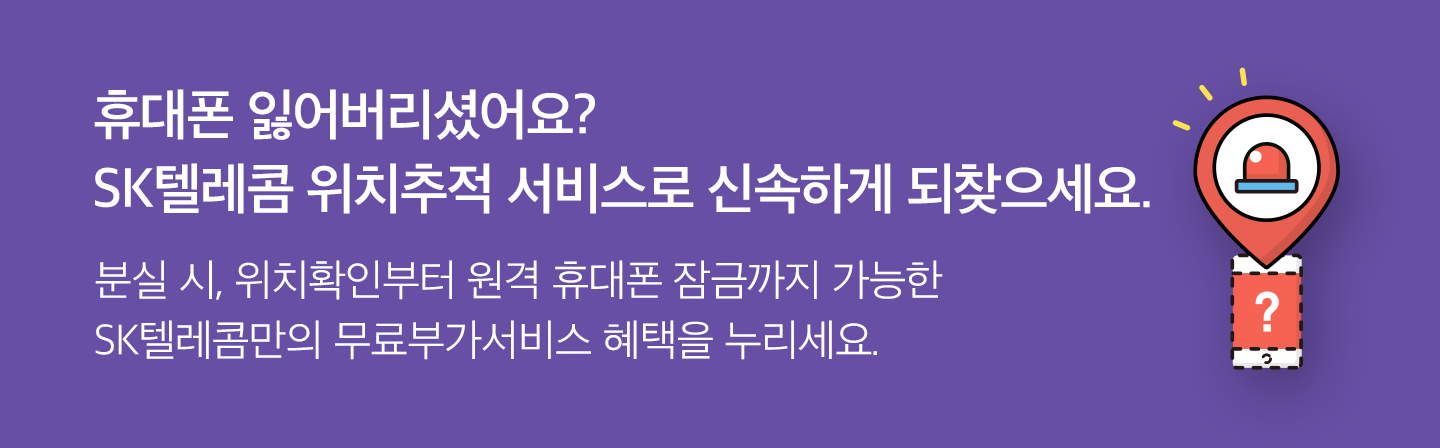 휴대폰 잃어버리셨어요?
SK텔레콤 위치추적 서비스로 신속하게 되찾으세요.
분실 시, 위치확인부터 원격 휴대폰 잠금까지 가능한
SK텔레콤만의 무료부가서비스 혜택을 누리세요.
?